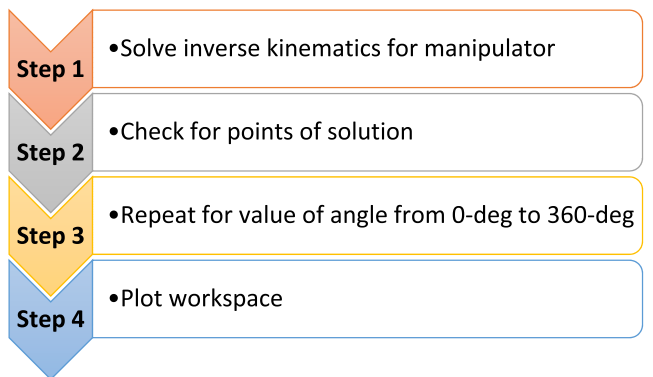 Step 1
•Solve inverse kinematics for manipulator
Step 2
•Check for points of solution
Step 3
•Repeat for value of angle from 0-deg to 360-deg
Step 4
•Plot workspace